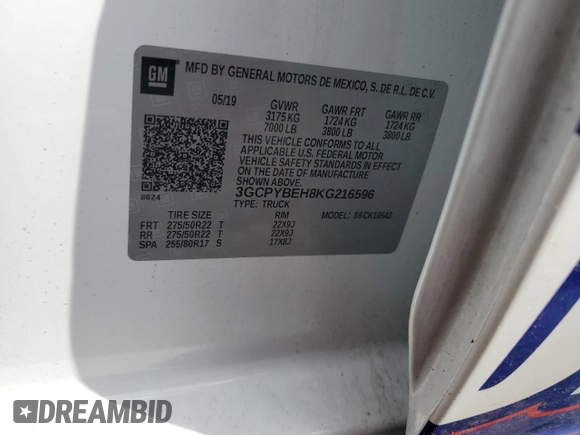 GM
MFD BY GENERAL MOTORS DE MEXICO, S. DE R.L. DE C.V.
05/19 GVWR GAWR FRT GAWR RR
3175 KG 1724 KG 1724 KG
7000 LB 3800 LB 3800 LB
THIS VEHICLE CONFORMS TO ALL
APPLICABLE U.S. FEDERAL MOTOR
VEHICLE SAFETY STANDARDS IN EFFECT
ON THE DATE OF MANUFACTURE
SHOWN ABOVE.
0624
3GCPYBEH8KG216596
TYPE: TRUCK 86CK10543
TIRE SIZE RIM
FRT 275/50R22 T 22X9J
RR 275/50R22 T 22X9J
SPA 255/80R17 S 17X8J
DREAMBID